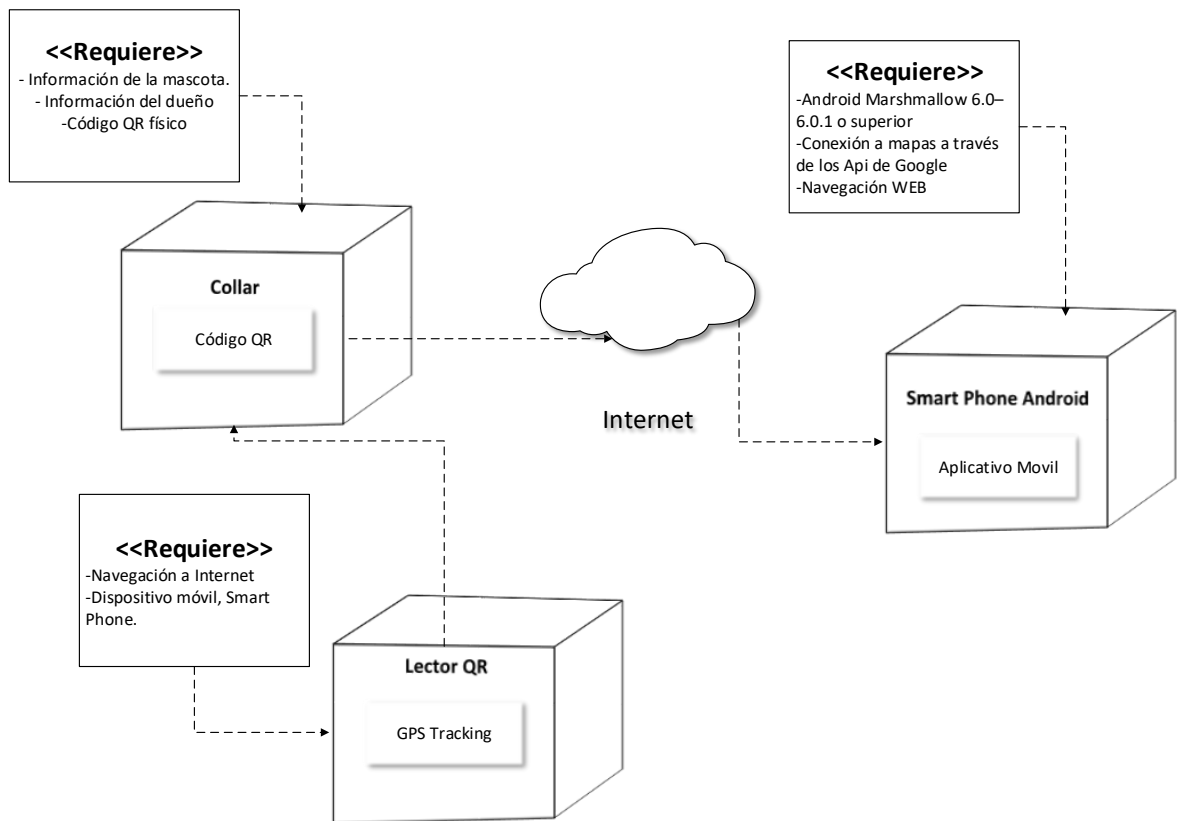 <<Requiere>>
- Información de la mascota.
- Información del dueño
-Código QR físico
<<Requiere>>
-Android Marshmallow 6.0–
6.0.1 o superior
-Conexión a mapas a través
de los Api de Google
-Navegación WEB
Collar
Código QR
Internet
Smart Phone Android
Aplicativo Movil
<<Requiere>>
-Navegación a Internet
-Dispositivo móvil, Smart
Phone.
Lector QR
GPS Tracking